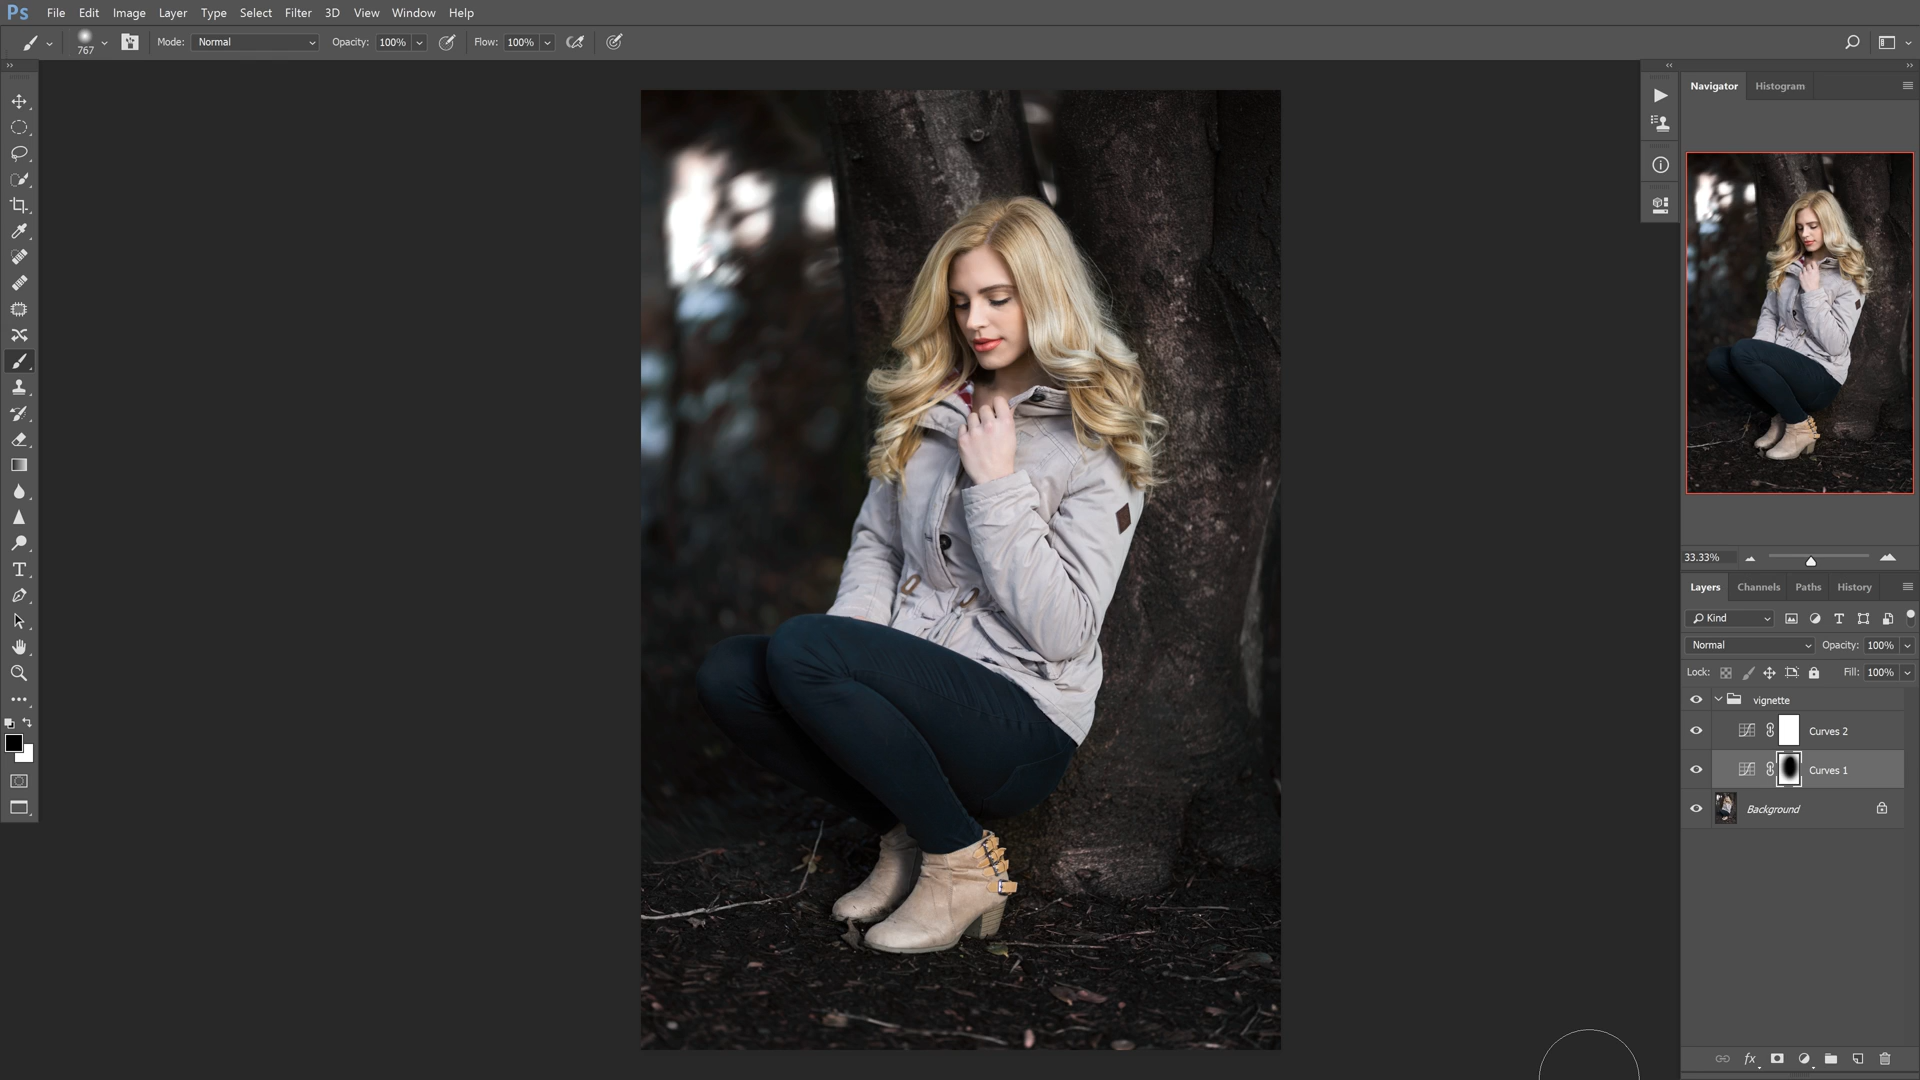 Ps File Edit Image Layer Type Select Filter 3D View Window Help
767 Mode: Normal Opacity: 100% Flow: 100%
Navigator Histogram
33.33%
Layers Channels Paths History
Kind
Normal Opacity: 100%
Lock: Fill: 100%
vignette
Curves 2
Curves 1
Background
fx